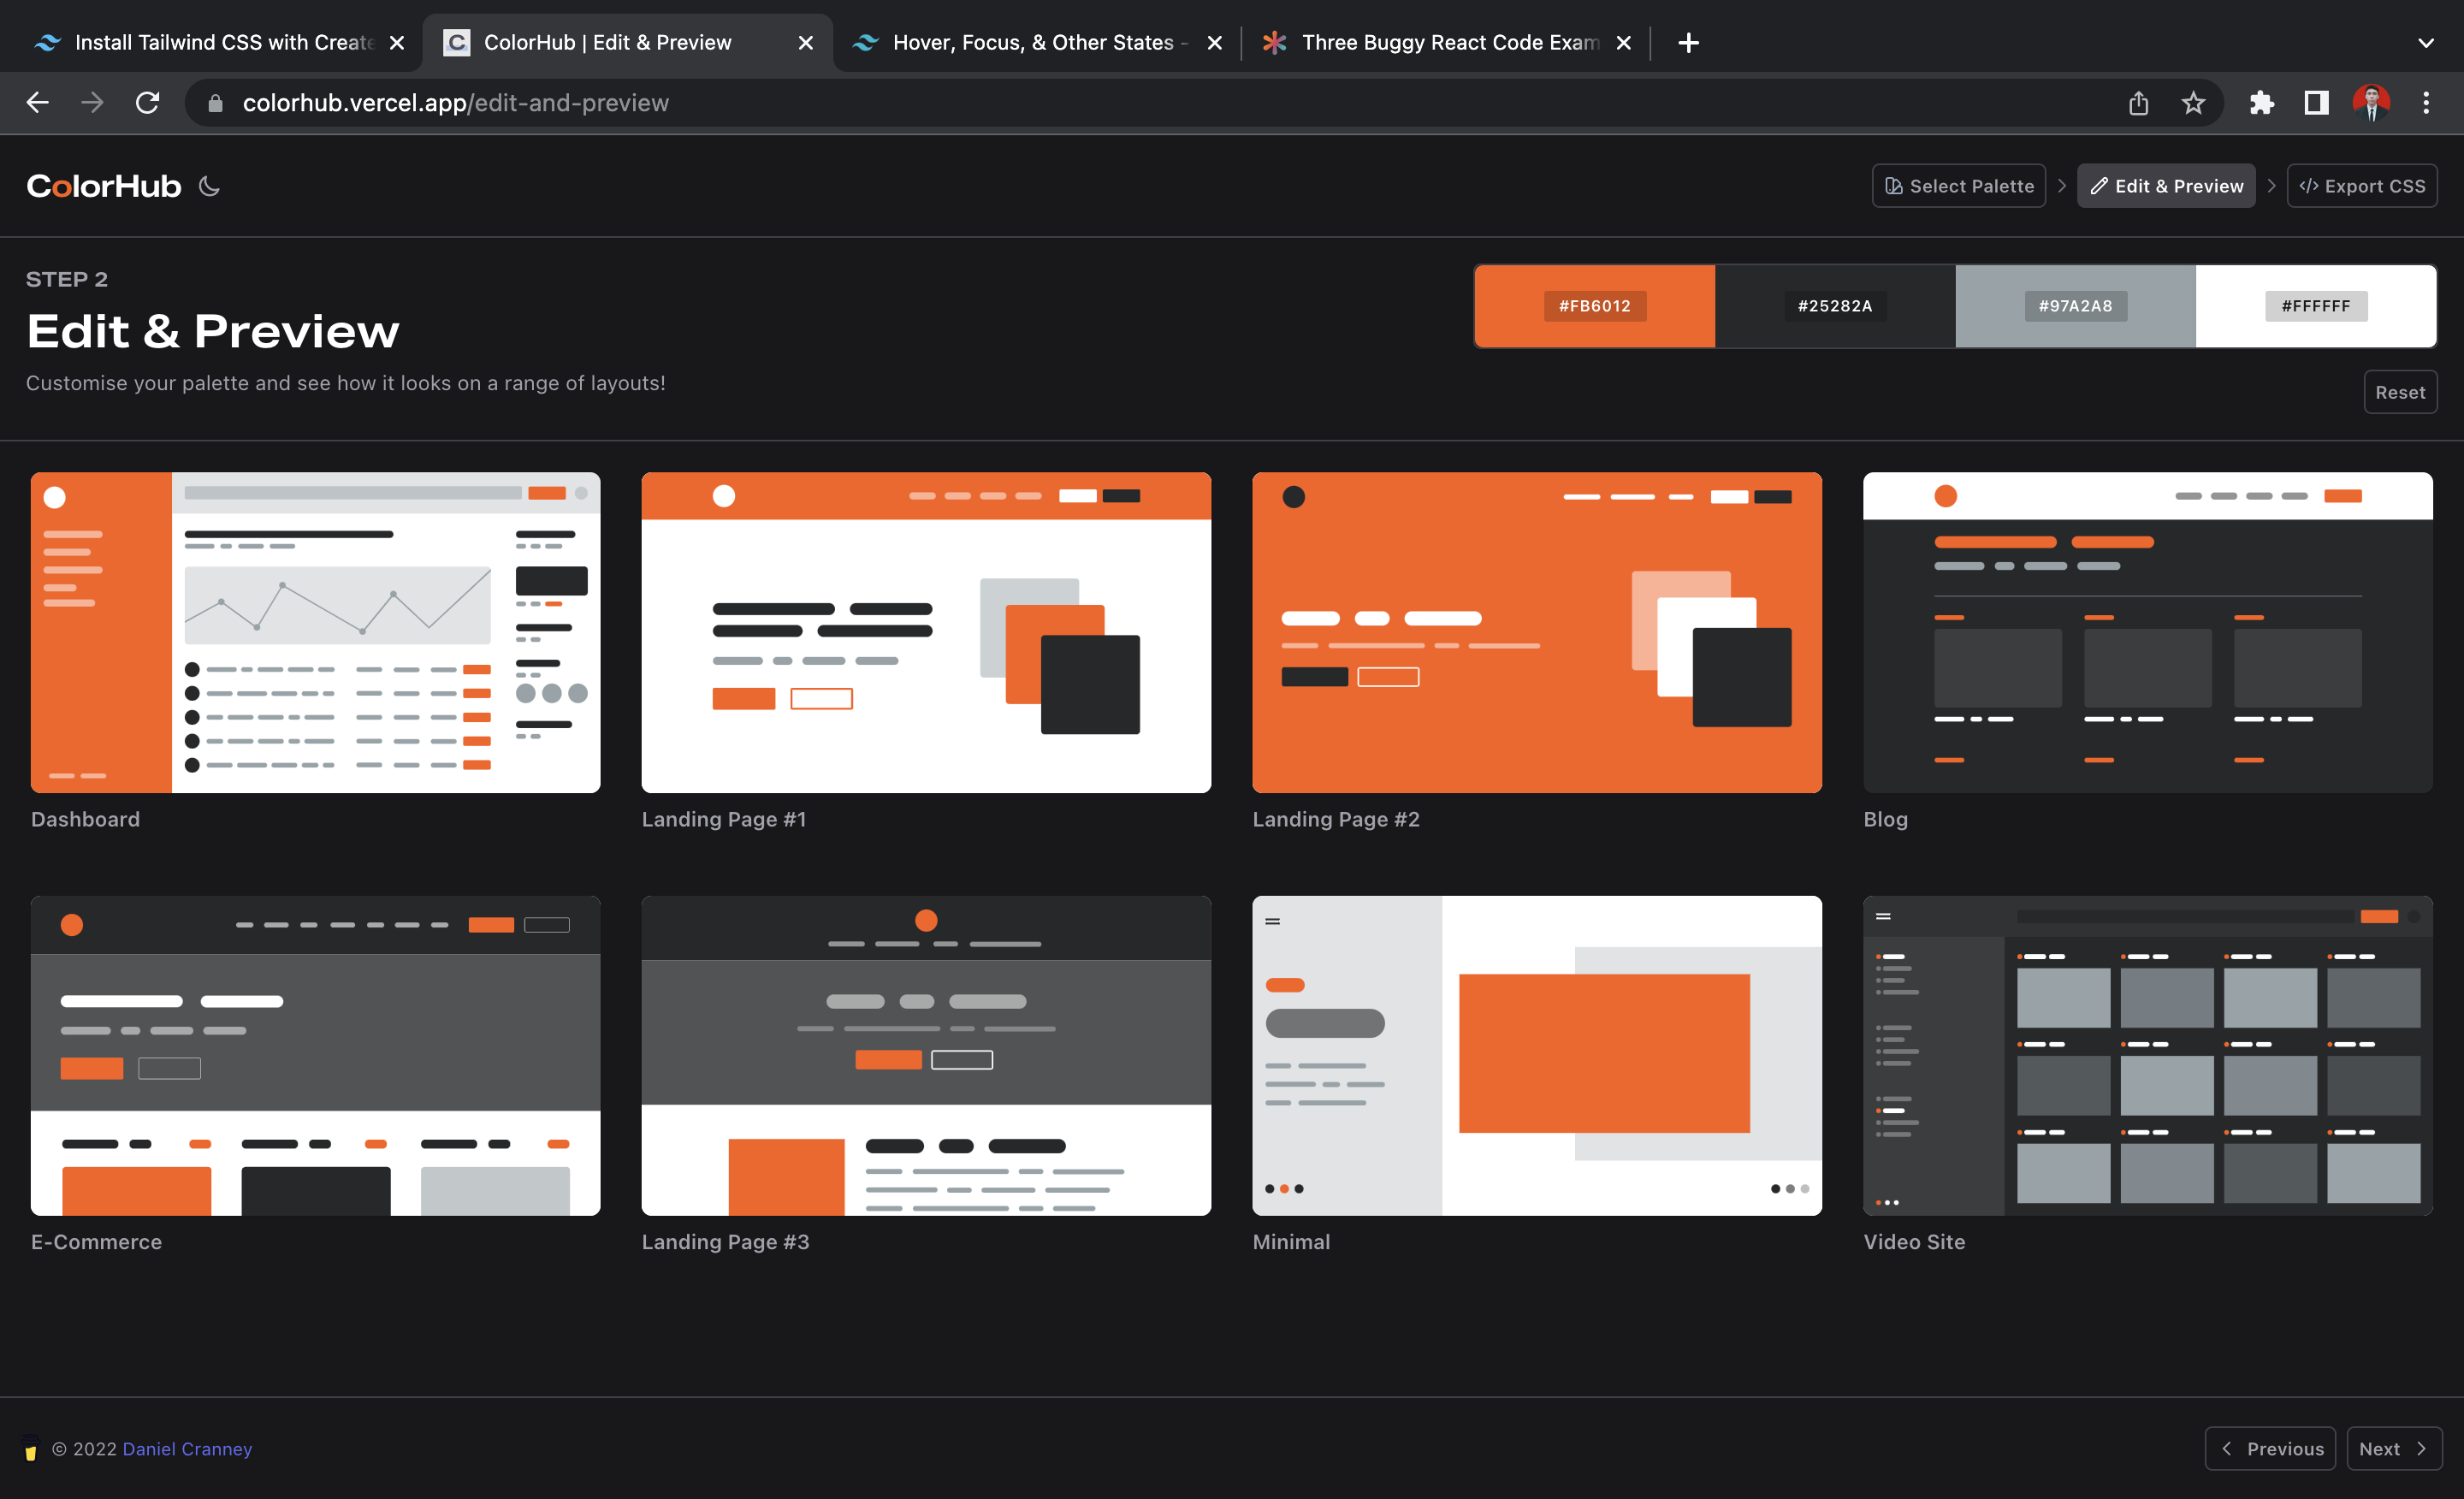 Install Tailwind CSS with Create
ColorHub | Edit & Preview
Hover, Focus, & Other States -
Three Buggy React Code Exam
colorhub.vercel.app/edit-and-preview
ColorHub
Select Palette
Edit & Preview
</> Export CSS
STEP 2
Edit & Preview
Customise your palette and see how it looks on a range of layouts!
#FB6012
#25282A
#97A2A8
#FFFFFF
Reset
Dashboard
Landing Page #1
Landing Page #2
Blog
E-Commerce
Landing Page #3
Minimal
Video Site
© 2022 Daniel Cranney
Previous
Next